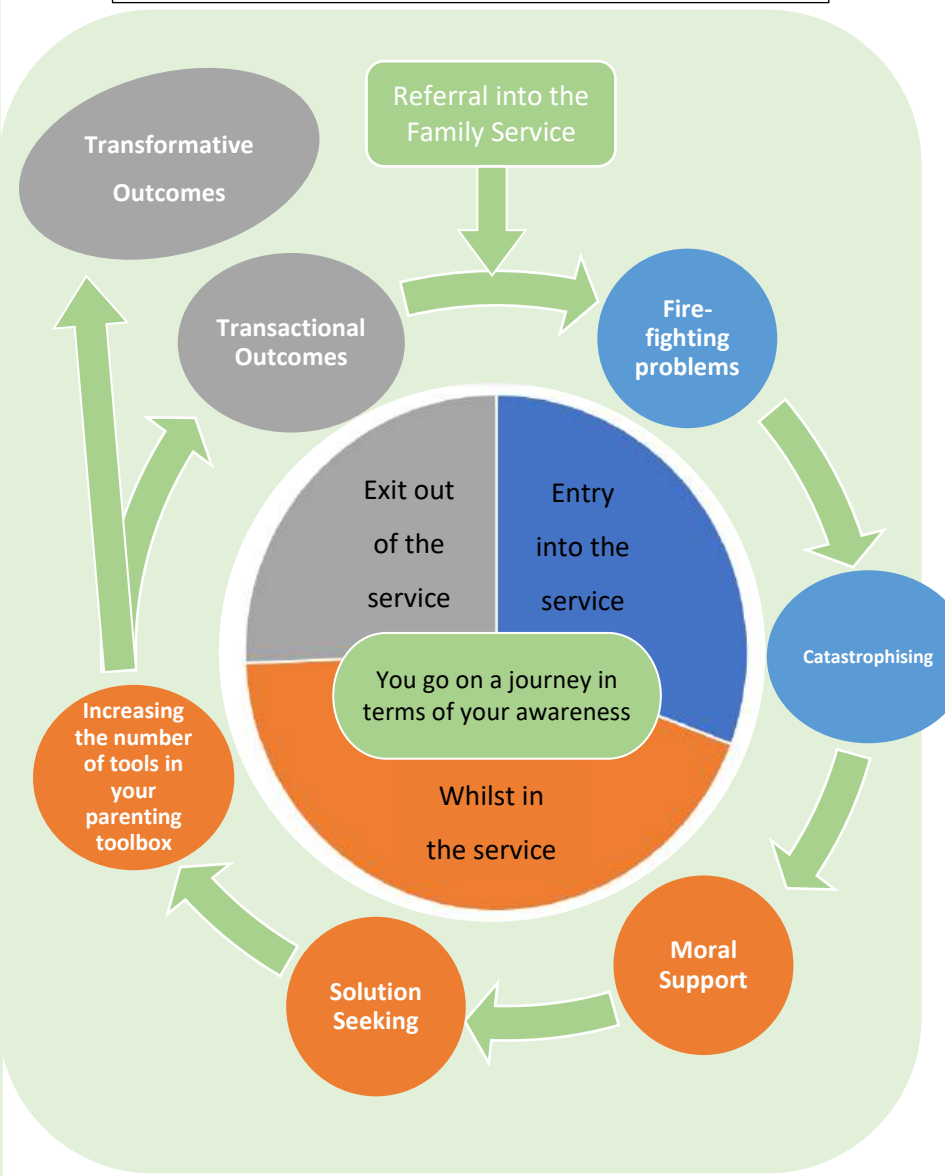 Referral into the
Family Service
Transformative
Outcomes
Transactional
Outcomes
Fire-
fighting
problems
Exit out
of the
service
Entry
into the
service
Catastrophising
You go on a journey in
terms of your awareness
Increasing
the number
of tools in
your
parenting
toolbox
Whilst in
the service
Moral
Support
Solution
Seeking